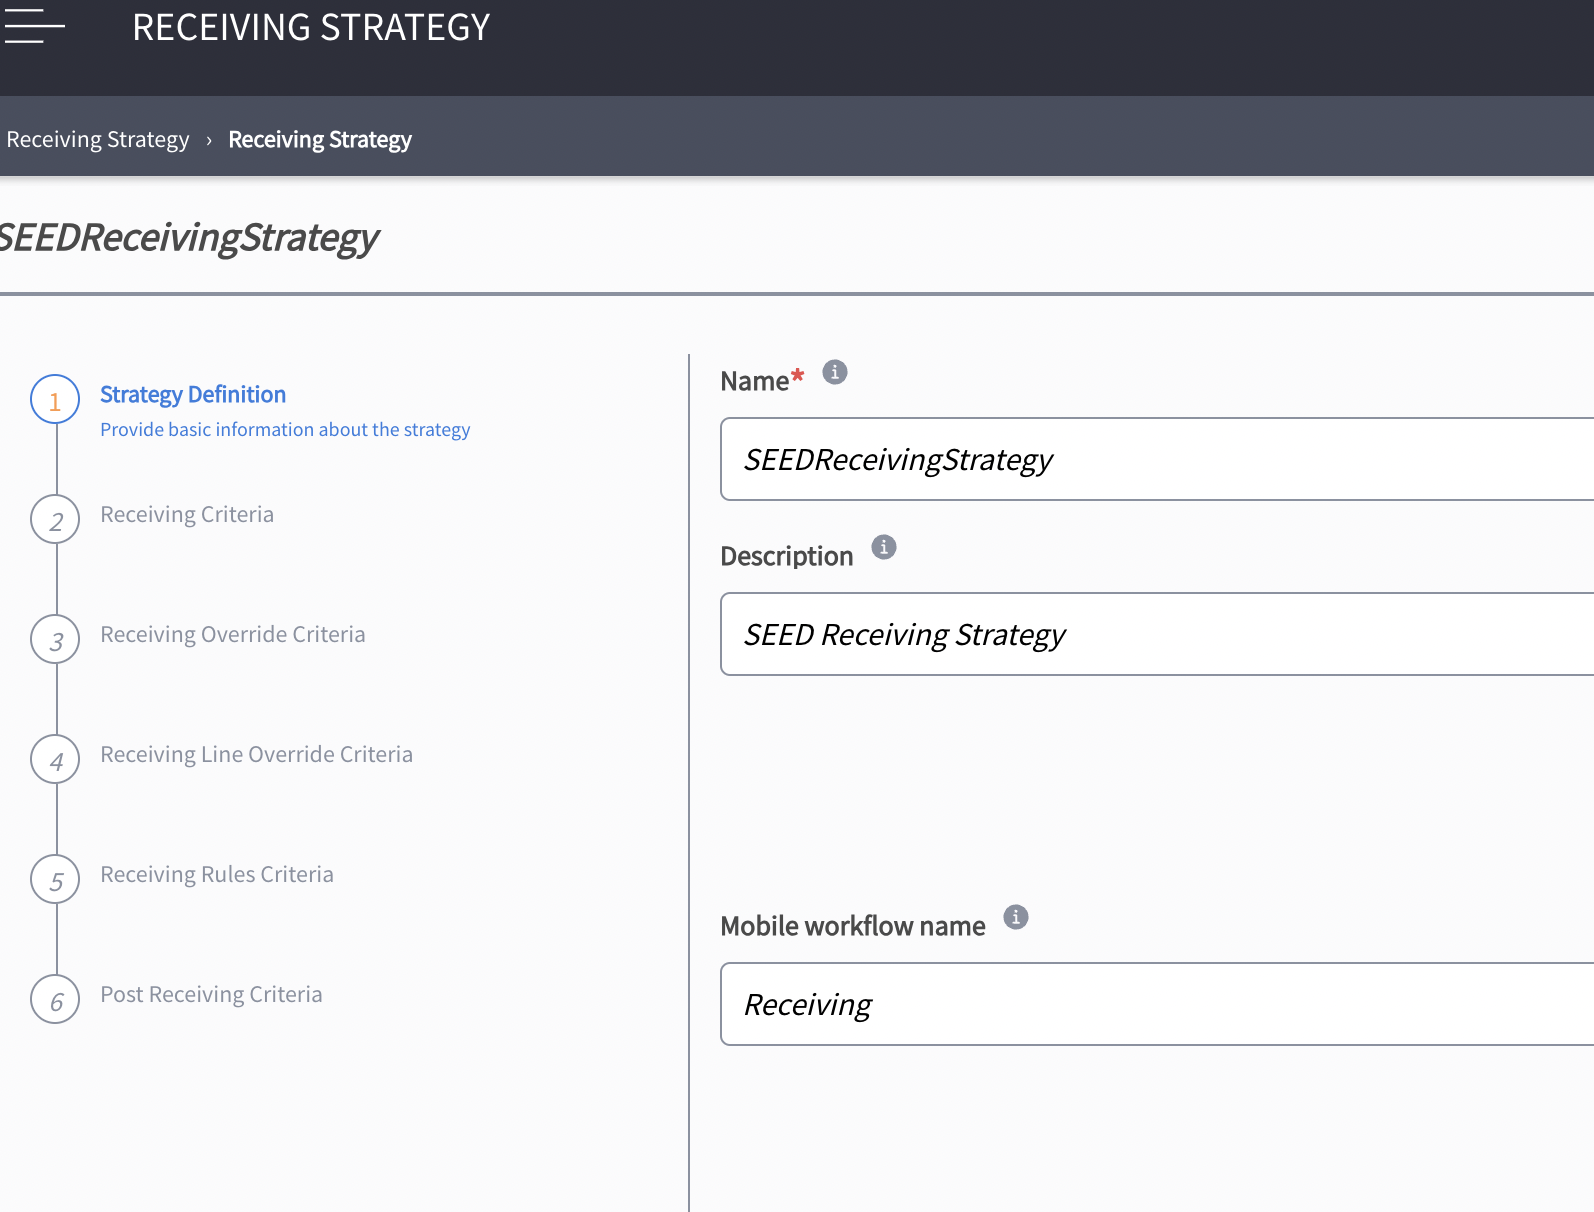 RECEIVING STRATEGY
Receiving Strategy › Receiving Strategy
SEEDReceivingStrategy
1 Strategy Definition
Provide basic information about the strategy
2 Receiving Criteria
3 Receiving Override Criteria
4 Receiving Line Override Criteria
5 Receiving Rules Criteria
6 Post Receiving Criteria
Name* i
SEEDReceivingStrategy
Description i
SEED Receiving Strategy
Mobile workflow name i
Receiving